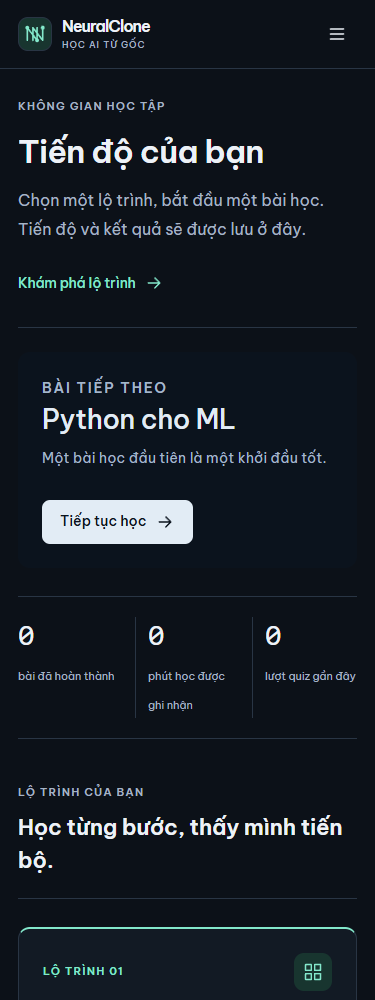 NeuralClone
HỌC AI TỪ GỐC
KHÔNG GIAN HỌC TẬP
Tiến độ của bạn
Chọn một lộ trình, bắt đầu một bài học.
Tiến độ và kết quả sẽ được lưu ở đây.
Khám phá lộ trình →
BÀI TIẾP THEO
Python cho ML
Một bài học đầu tiên là một khởi đầu tốt.
Tiếp tục học →
0
bài đã hoàn thành
0
phút học được
ghi nhận
0
lượt quiz gần đây
LỘ TRÌNH CỦA BẠN
Học từng bước, thấy mình tiến
bộ.
LỘ TRÌNH 01